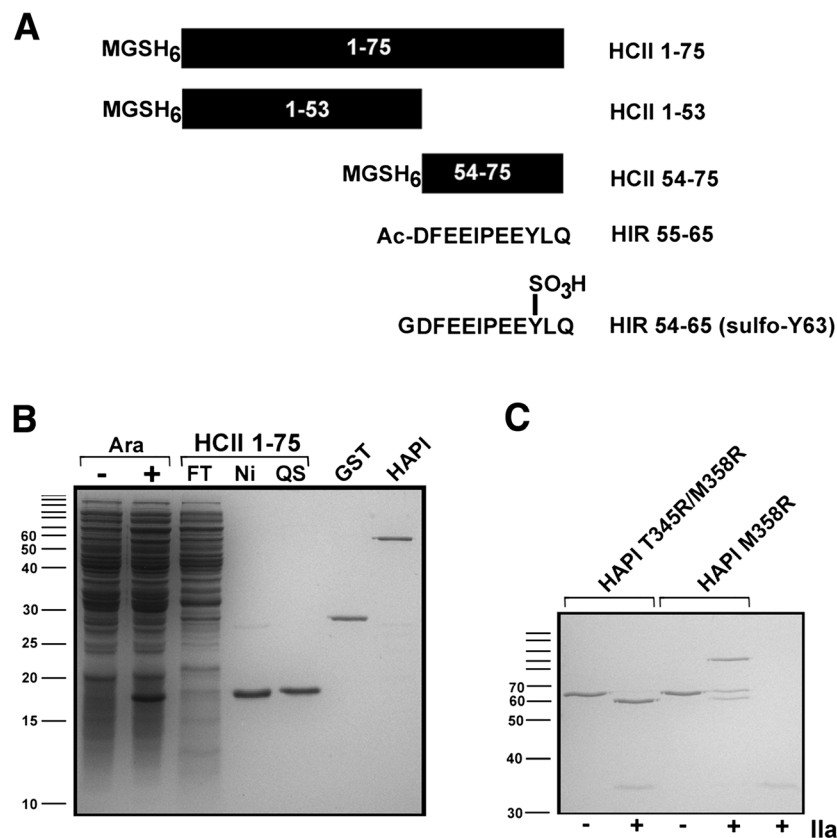 A
MGSH6 1-75 HCII 1-75
MGSH6 1-53 HCII 1-53
MGSH6 54-75 HCII 54-75
Ac-DFEEIPEEYLQ HIR 55-65
SO3H
GDFEEIPEEYLQ HIR 54-65 (sulfo-Y63)
B
Ara HCII 1-75 GST HAPI
- + FT Ni QS
60
50
40
30
25
20
15
10
C
HAPI T345R/M358R HAPI M358R
70
60
50
40
30
- + - + + IIa